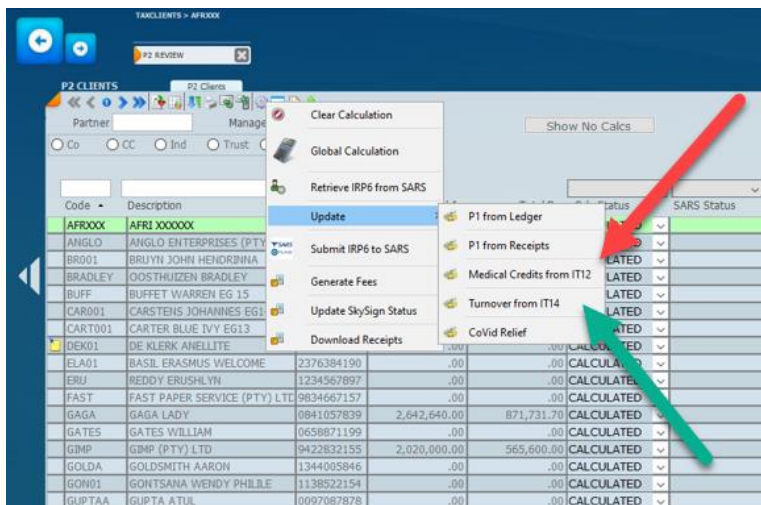 TAXCLIENTS > AFRXXX
P2 REVIEW
P2 CLIENTS
P2 Clients
Partner
Manage
Show No Calcs
Co CC Ind Trust
Code Description Status SARS Status
Clear Calculation
Global Calculation
Retrieve IRP6 from SARS
Update
Submit IRP6 to SARS
Generate Fees
Update SkySign Status
Download Receipts
P1 from Ledger
P1 from Receipts
Medical Credits from IT12
Turnover from IT14
CoVid Relief
AFRXXX AFRI XXXXXX
ANGLO ANGLO ENTERPRISES (PTY
BR001 BRUYN JOHN HENDRINNA LATED
BRADLEY OOSTHUIZEN BRADLEY LATED
BUFF BUFFET WARREN EG 15 LATED
CAR001 CARSTENS JOHANNES EG1 LATED
CART001 CARTER BLUE IVY EG13 LATED
DEK01 DE KLERK ANELLITE .00 .00 CALCULATED
ELA01 BASIL ERASMUS WELCOME 2376384190 .00 .00 CALCULATED
ERU REDDY ERUSHLYN 1234567897 .00 .00 CALCULATED
FAST FAST PAPER SERVICE (PTY) LTD 9834667157 .00 .00 CALCULATED
GAGA GAGA LADY 0841057839 2,642,640.00 871,731.70 CALCULATED
GATES GATES WILLIAM 0658871199 .00 .00 CALCULATED
GIMP GIMP (PTY) LTD 9422832155 2,020,000.00 565,600.00 CALCULATED
GOLDA GOLDSMITH AARON 1344005846 .00 .00 CALCULATED
GON01 GONTSANA WENDY PHILILE 1138522154 .00 .00 CALCULATED
GUPTAA GUPTA ATUL 0097087878 .00 .00 CALCULATED